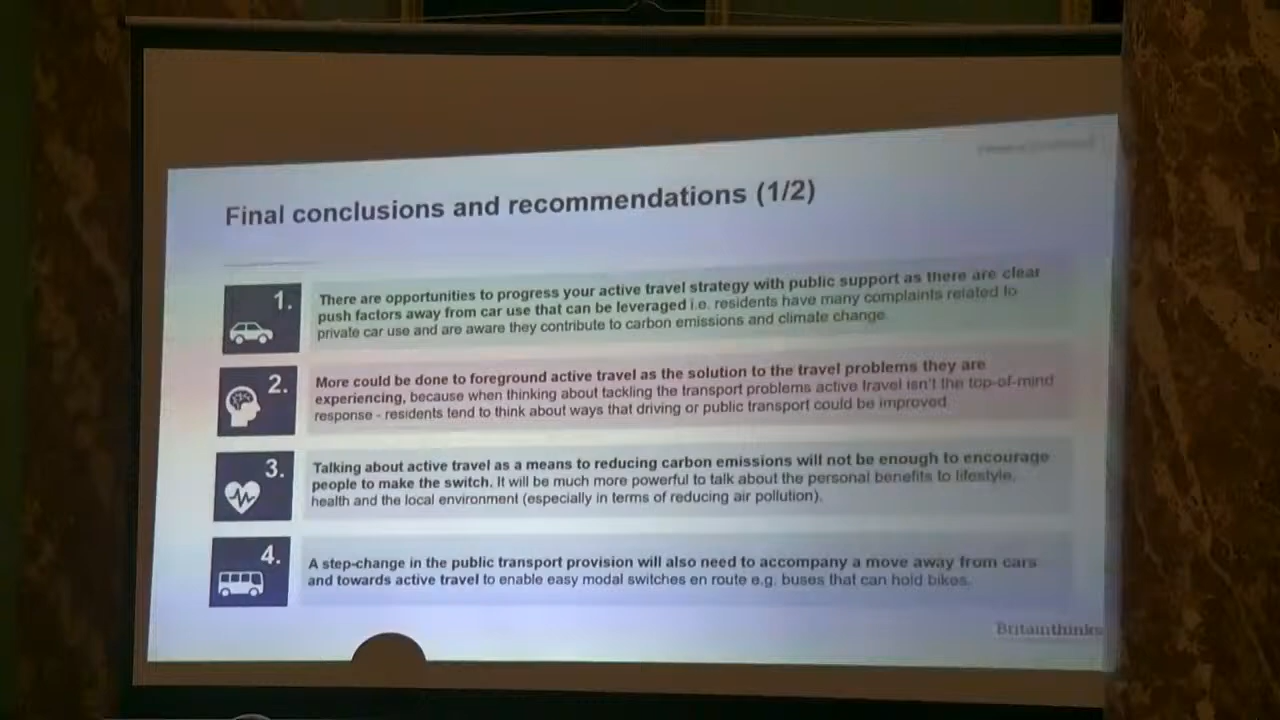 Final conclusions and recommendations (1/2)
1.
There are opportunities to progress your active travel strategy with public support as there are clear
push factors away from car use that can be leveraged i.e. residents have many complaints related to
private car use and are aware they contribute to carbon emissions and climate change.
2.
More could be done to foreground active travel as the solution to the travel problems they are
experiencing, because when thinking about tackling the transport problems active travel isn't the top-of-mind
response - residents tend to think about ways that driving or public transport could be improved.
3.
Talking about active travel as a means to reducing carbon emissions will not be enough to encourage
people to make the switch. It will be much more powerful to talk about the personal benefits to lifestyle,
health and the local environment (especially in terms of reducing air pollution).
4.
A step-change in the public transport provision will also need to accompany a move away from cars
and towards active travel to enable easy modal switches en route e.g. buses that can hold bikes.
Britainthinks